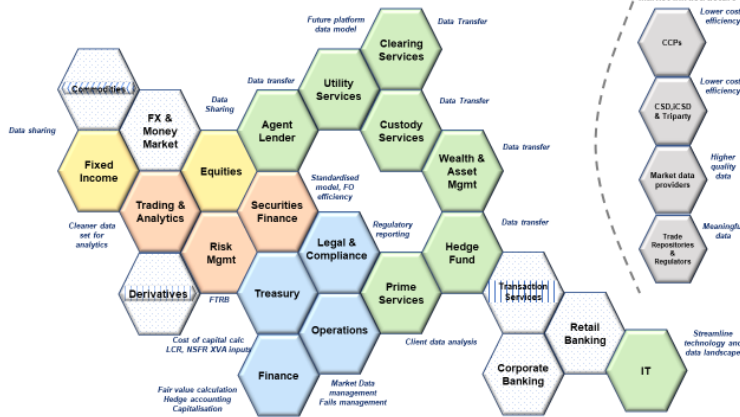 Future platform
data model
Data Transfer
Clearing
Services
Lower cost
efficiency
CCPs
Commodities
Data transfer
Utility
Services
Lower cost
efficiency
FX &
Money
Market
Data
Sharing
Agent
Lender
Data Transfer
Custody
Services
CSD,iCSD
& Triparty
Data sharing
Fixed
Income
Equities
Wealth &
Asset
Mgmt
Data transfer
Higher
quality
data
Market data
providers
Standardised
model, FO
efficiency
Trading &
Analytics
Securities
Finance
Cleaner data
set for
analytics
Regulatory
reporting
Data transfer
Meaningful
data
Trade
Repositories
&
Regulators
Risk
Mgmt
Legal &
Compliance
Hedge
Fund
Derivatives
FTRB
Treasury
Prime
Services
Transaction
Services
Cost of capital calc
LCR, NSFR XVA inputs
Operations
Client data analysis
Retail
Banking
Streamline
technology and
data landscape
Finance
Corporate
Banking
IT
Fair value calculation
Hedge accounting
Capitalisation
Market Data
management
Fails management